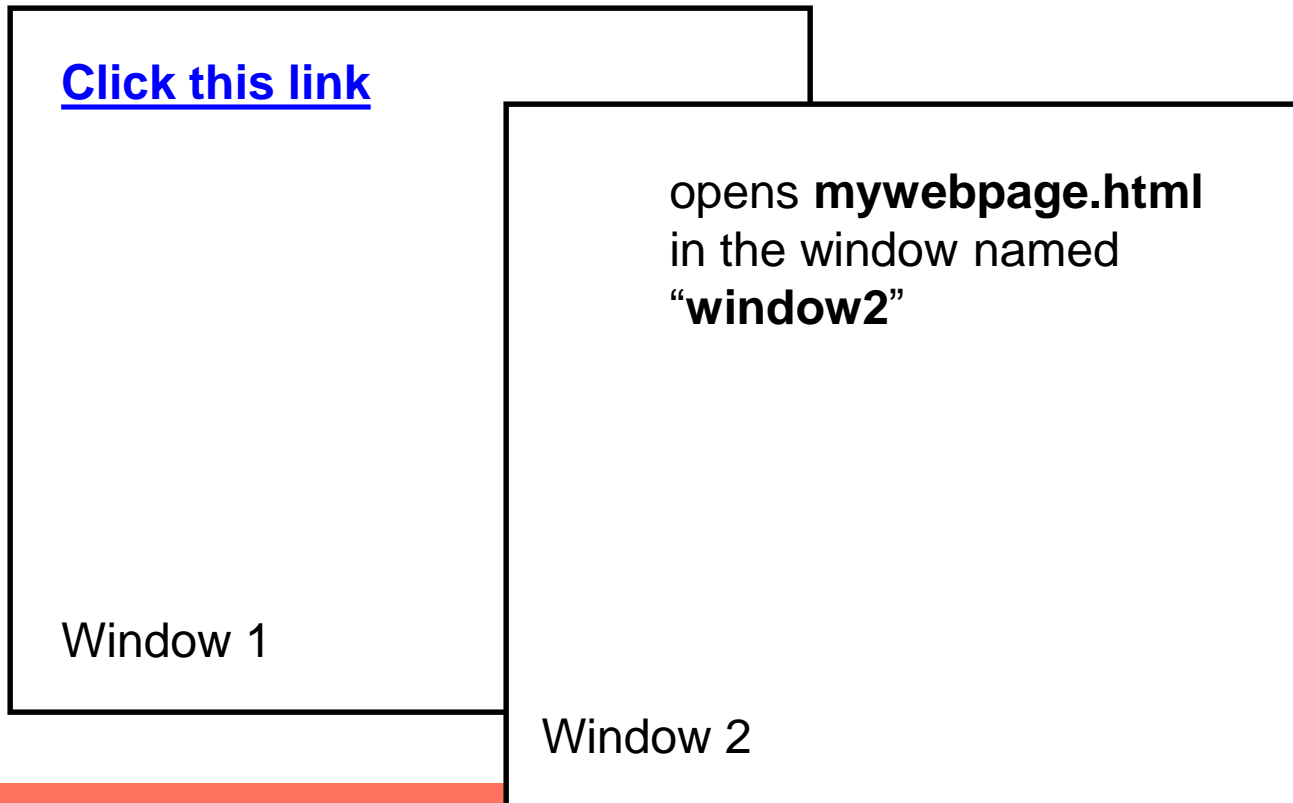 Click this link
opens mywebpage.html
in the window named
“window2”
Window 1
Window 2